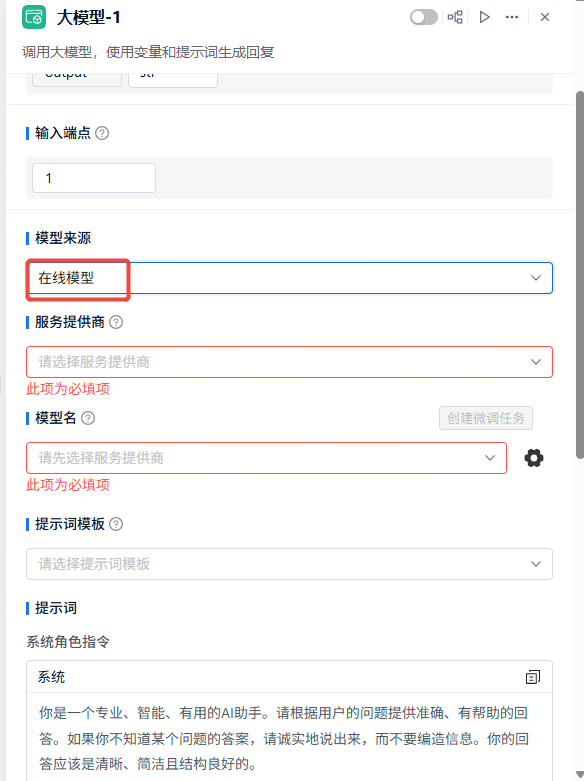 大模型-1
调用大模型，使用变量和提示词生成回复
output
str
输入端点
1
模型来源
在线模型
服务提供商
请选择服务提供商
此项为必填项
模型名
创建微调任务
请先选择服务提供商
此项为必填项
提示词模板
请选择提示词模板
提示词
系统角色指令
系统
你是一个专业、智能、有用的AI助手。请根据用户的问题提供准确、有帮助的回
答。如果你不知道某个问题的答案，请诚实地说出来，而不要编造信息。你的回
答应该是清晰、简洁且结构良好的。